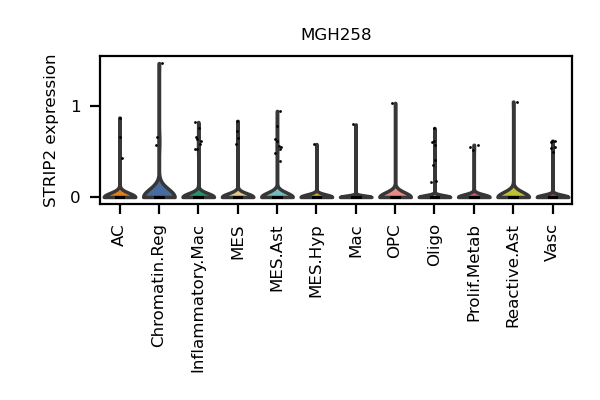 MGH258
STRIP2 expression
1
0
AC
Chromatin.Reg
Inflammatory.Mac
MES
MES.Ast
MES.Hyp
Mac
OPC
Oligo
Prolif.Metab
Reactive.Ast
Vasc